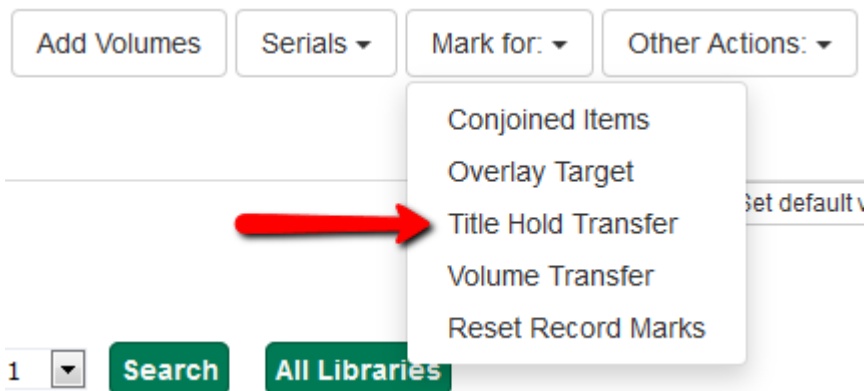 Add Volumes Serials Mark for: Other Actions:
Conjoined Items
Overlay Target
Set default
Title Hold Transfer
Volume Transfer
Reset Record Marks
1 Search All Libraries